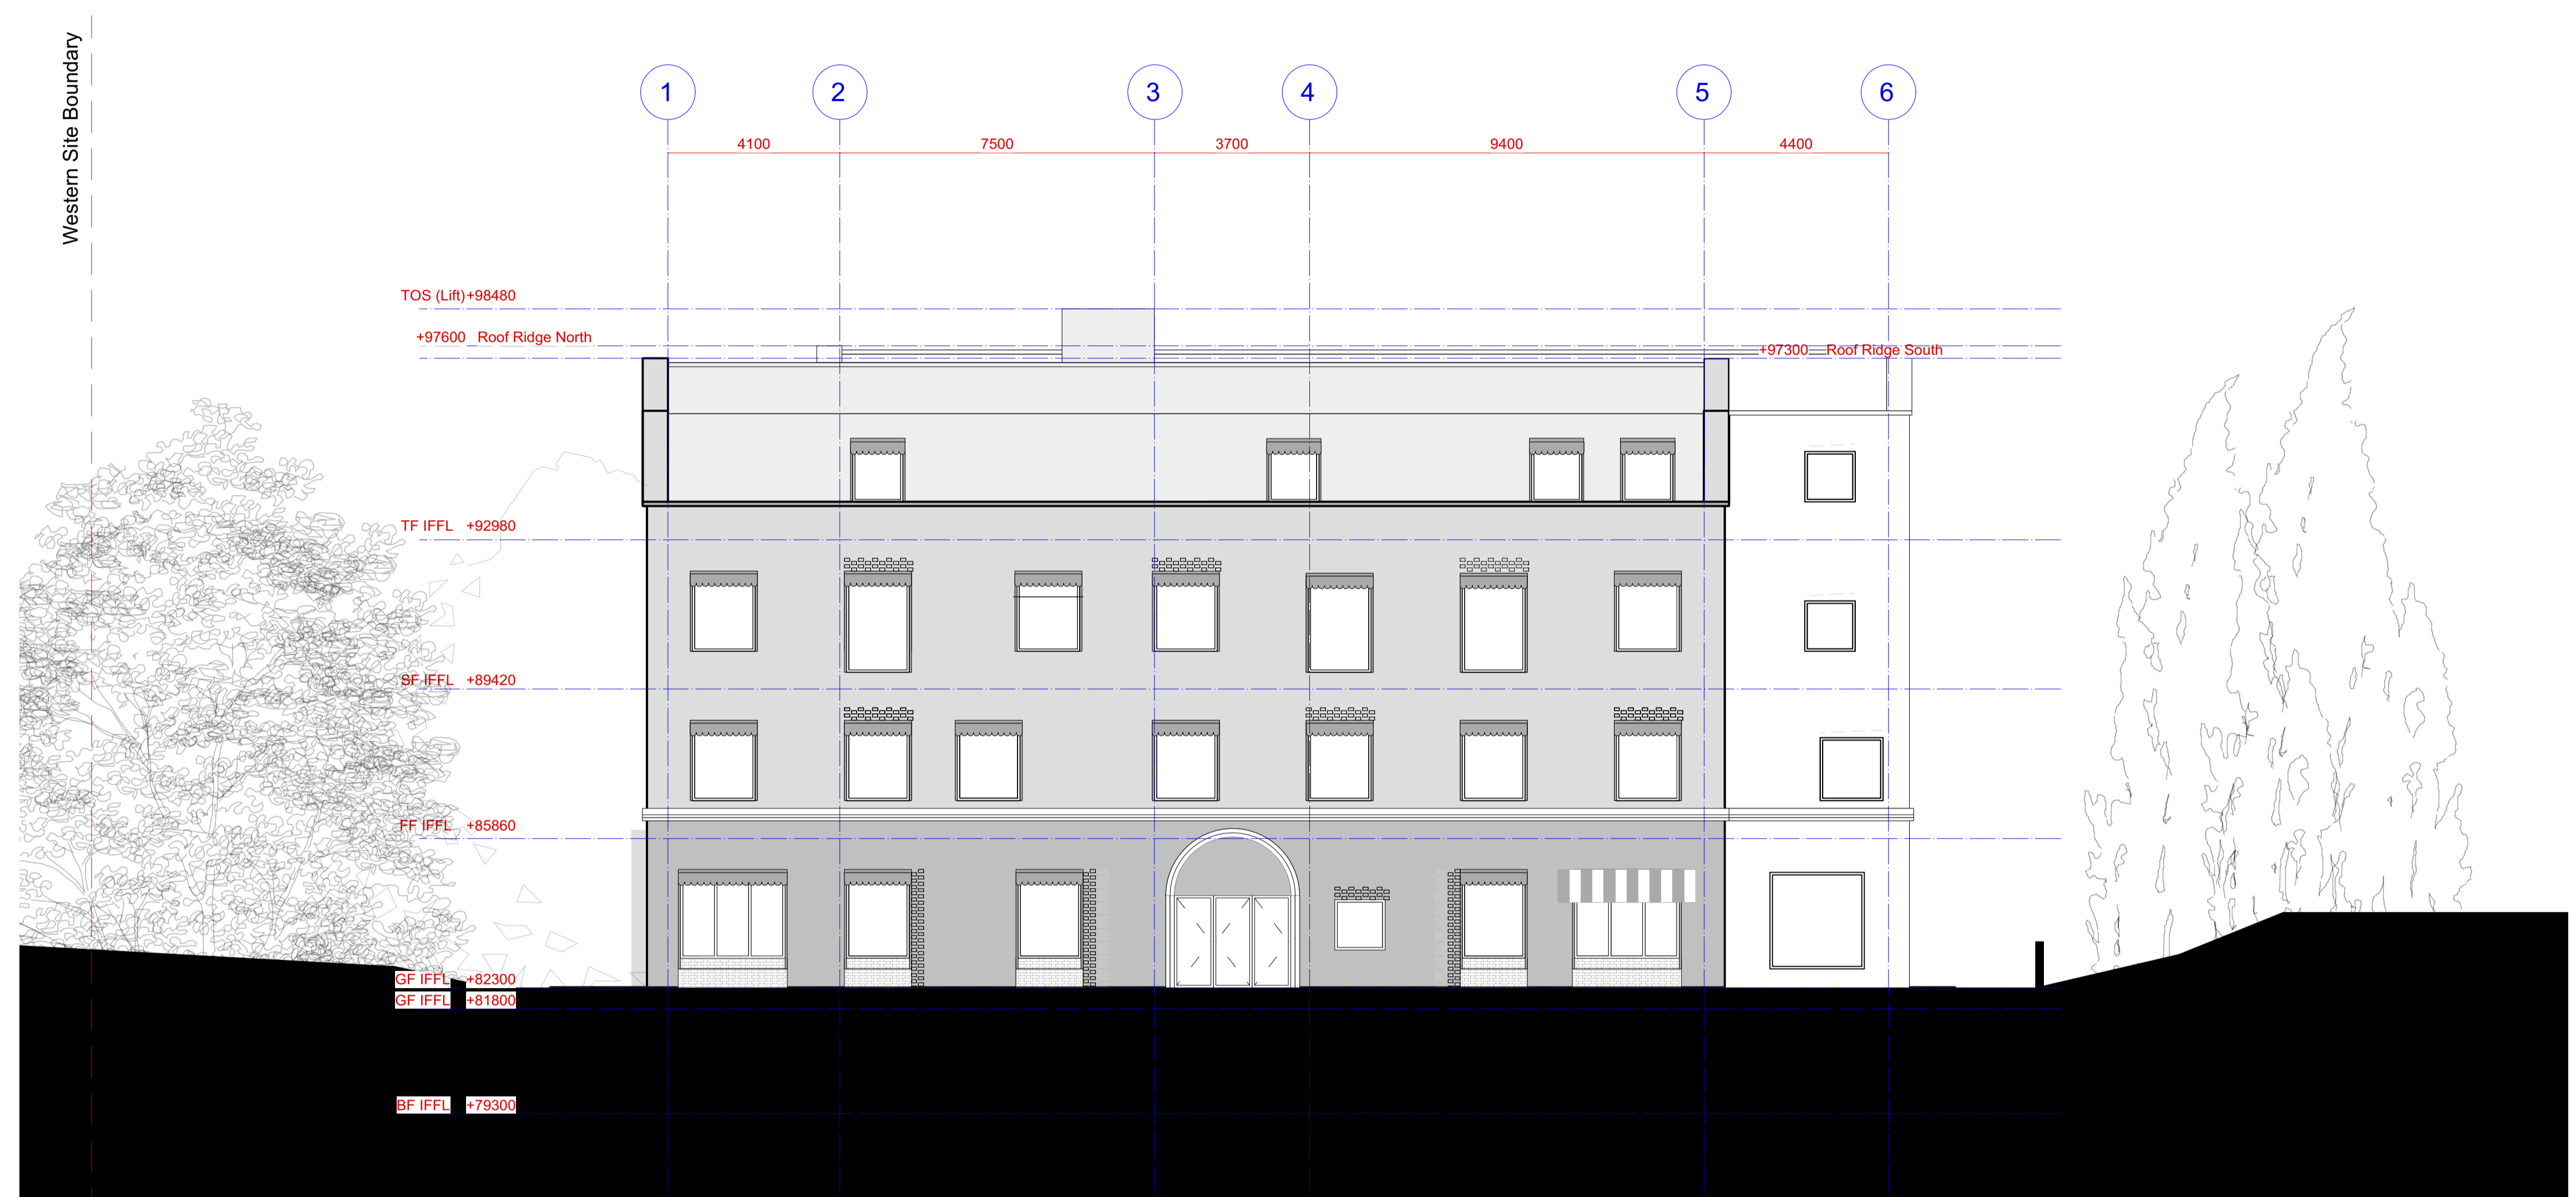 Western Site Boundary
1 2 3 4 5 6
4100 7500 3700 9400 4400
TOS (Lift) +98480
+97600 Roof Ridge North
+97300 Roof Ridge South
TF IFFL +92980
SF IFFL +89420
FF IFFL +85860
GF IFFL +82300
GF IFFL +81800
BF IFFL +79300